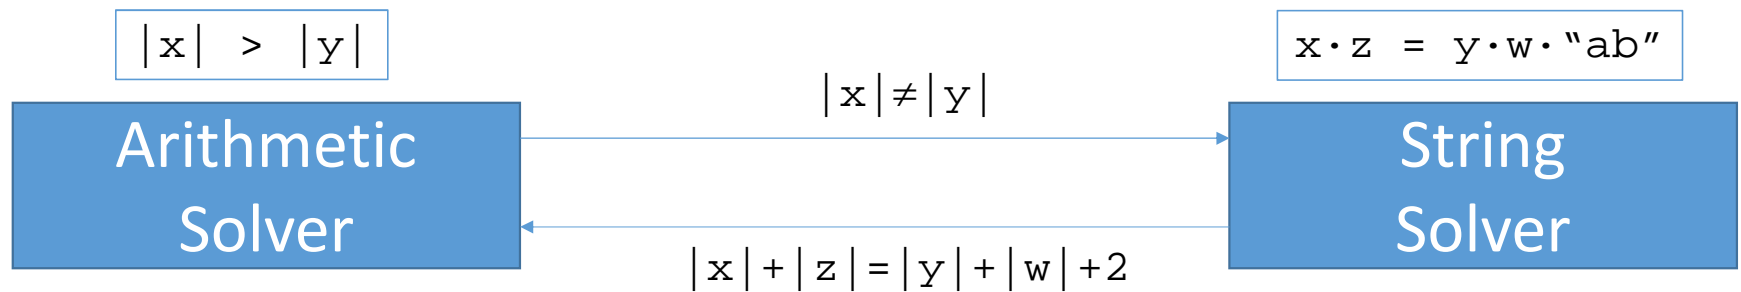 |x| > |y|
x·z = y·w·“ab”
|x|≠|y|
Arithmetic
Solver
String
Solver
|x|+|z|=|y|+|w|+2